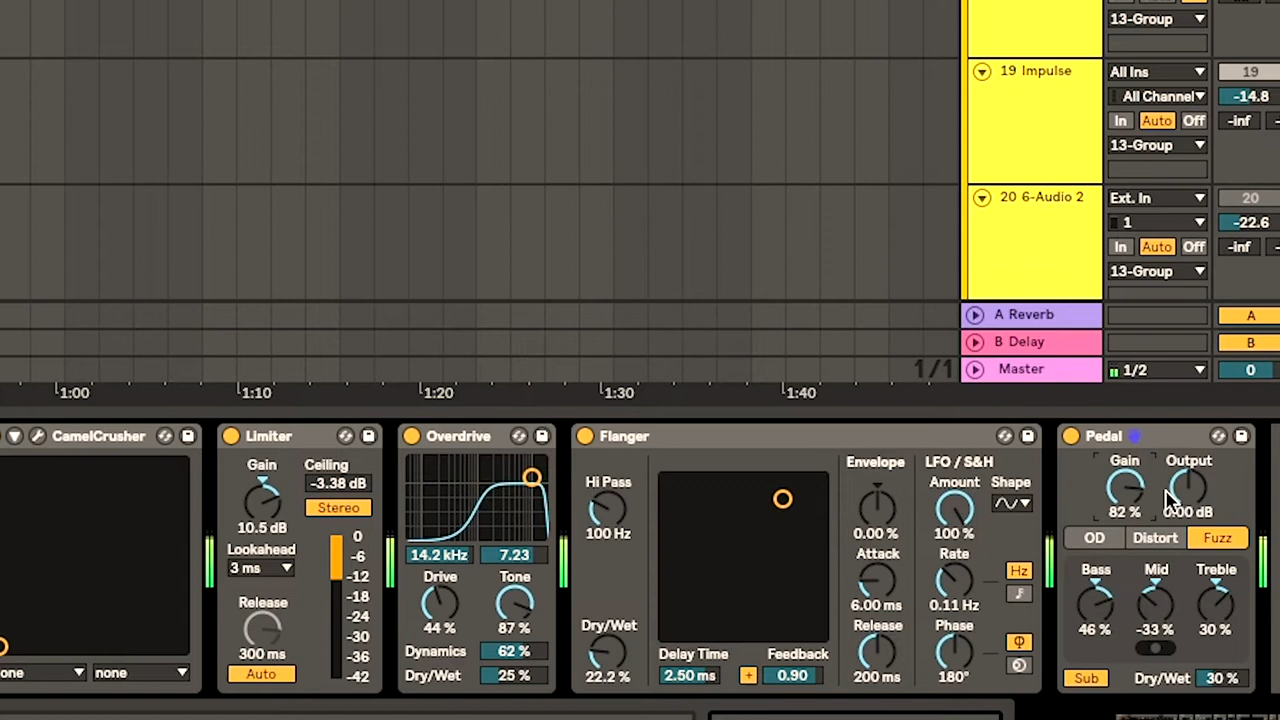 13-Group
19 Impulse
All Ins
19
All Channel
-14.8
In Auto Off
-inf
13-Group
20 6-Audio 2
Ext. In
20
1
-22.6
In Auto Off
-inf
13-Group
A Reverb
A
B Delay
B
1/1
Master
1/2
0
1:00
1:10
1:20
1:30
1:40
CamelCrusher
none
Limiter
Gain
Ceiling
-3.38 dB
Stereo
10.5 dB
Lookahead
3 ms
0
-6
-12
-18
-24
-30
-36
-42
Release
300 ms
Auto
Overdrive
14.2 kHz
7.23
Drive
Tone
44 %
87 %
Dynamics
62 %
Dry/Wet
25 %
Flanger
Hi Pass
100 Hz
Dry/Wet
22.2 %
Delay Time
Feedback
2.50 ms
+
0.90
Envelope
0.00 %
Attack
6.00 ms
Release
200 ms
LFO / S&H
Amount
Shape
100 %
Rate
Hz
0.11 Hz
Phase
180°
Pedal
Gain
Output
82 %
0.00 dB
OD
Distort
Fuzz
Bass
Mid
Treble
46 %
-33 %
30 %
Sub
Dry/Wet
30 %